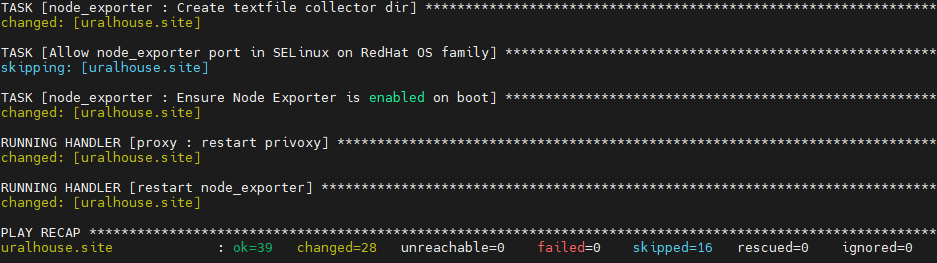 TASK [node_exporter : Create textfile collector dir] ****************************************************************
changed: [uralhouse.site]
TASK [Allow node_exporter port in SELinux on RedHat OS family] ******************************************************
skipping: [uralhouse.site]
TASK [node_exporter : Ensure Node Exporter is enabled on boot] ******************************************************
changed: [uralhouse.site]
RUNNING HANDLER [proxy : restart privoxy] ***************************************************************************
changed: [uralhouse.site]
RUNNING HANDLER [restart node_exporter] *****************************************************************************
changed: [uralhouse.site]
PLAY RECAP **********************************************************************************************************
uralhouse.site             : ok=39   changed=28   unreachable=0    failed=0    skipped=16   rescued=0    ignored=0